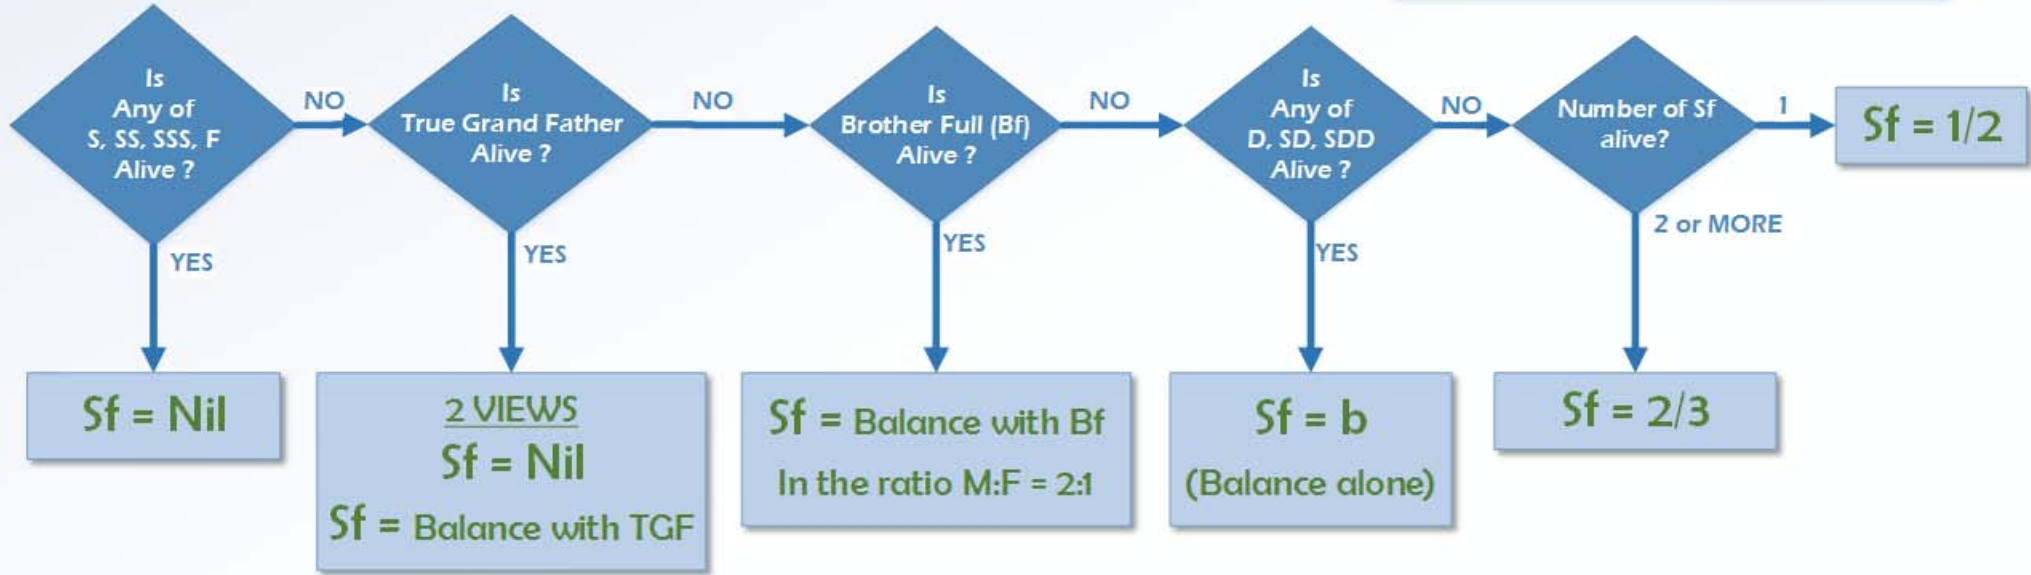 Is
Any of
S, SS, SSS, F
Alive ?
NO
Is
True Grand Father
Alive ?
NO
Is
Brother Full (Bf)
Alive ?
NO
Is
Any of
D, SD, SDD
Alive ?
NO
Number of Sf
alive?
1
Sf = 1/2
YES
YES
YES
YES
2 or MORE
Sf = Nil
2 VIEWS
Sf = Nil
Sf = Balance with TGF
Sf = Balance with Bf
In the ratio M:F = 2:1
Sf = b
(Balance alone)
Sf = 2/3